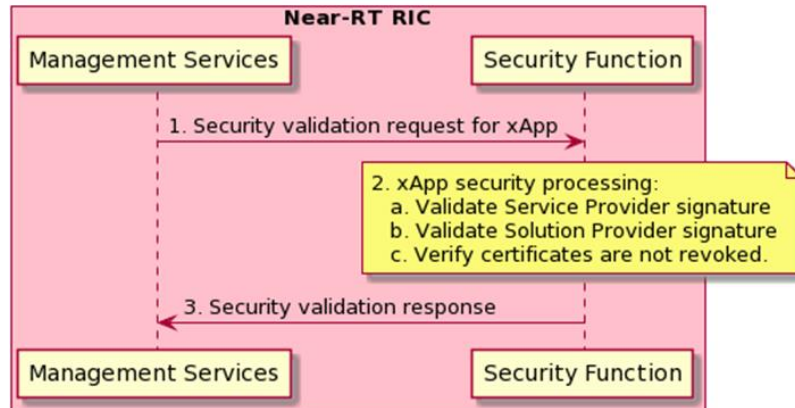 Near-RT RIC
Management Services
Security Function
1. Security validation request for xApp
2. xApp security processing:
a. Validate Service Provider signature
b. Validate Solution Provider signature
c. Verify certificates are not revoked.
3. Security validation response
Management Services
Security Function